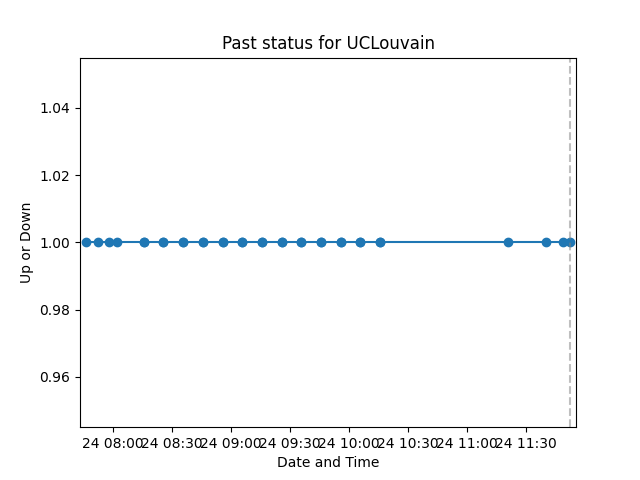 Past status for UCLouvain
Up or Down
1.04
1.02
1.00
0.98
0.96
24 08:00 24 08:30 24 09:00 24 09:30 24 10:00 24 10:30 24 11:00 24 11:30
Date and Time